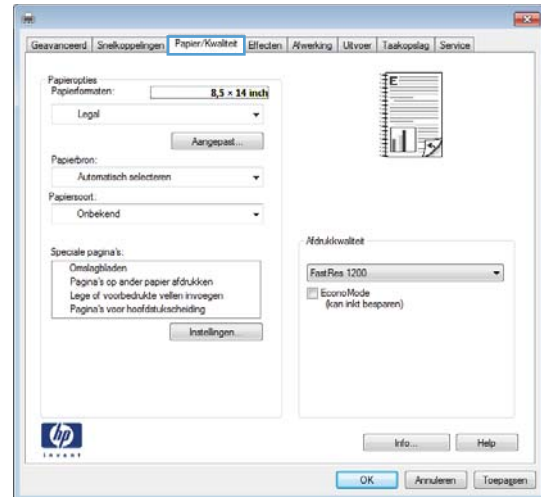 Geavanceerd Snelkoppelingen Papier/Kwaliteit Effecten Afwerking Uitvoer Taakopslag Service
Papieropties
Papierformaten: 8,5 × 14 inch
Legal
Aangepast...
Papierbron:
Automatisch selecteren
Papiersoort:
Onbekend
Speciale pagina's:
Omslagbladen
Pagina's op ander papier afdrukken
Lege of voorbedrukte vellen invoegen
Pagina's voor hoofdstukscheiding
Instellingen...
E
Afdrukkwaliteit
FastRes 1200
EconoMode
(kan inkt besparen)
hp
invent
Info... Help
OK Annuleren Toepassen